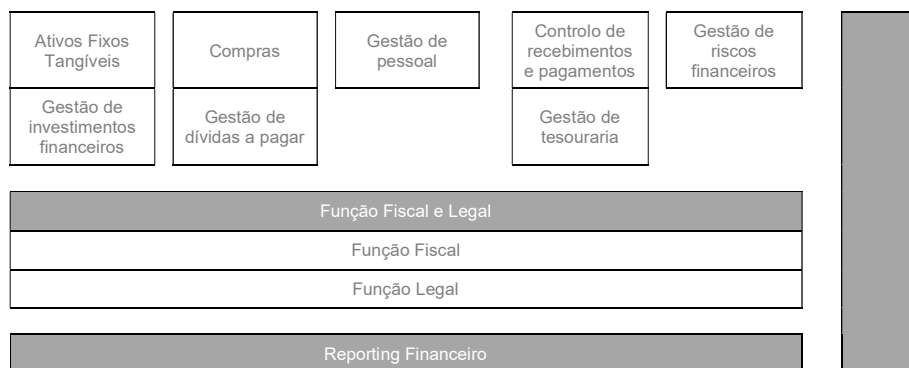 Ativos Fixos
Tangíveis
Compras
Gestão de
pessoal
Controlo de
recebimentos
e pagamentos
Gestão de
riscos
financeiros
Gestão de
investimentos
financeiros
Gestão de
dívidas a pagar
Gestão de
tesouraria
Função Fiscal e Legal
Função Fiscal
Função Legal
Reporting Financeiro